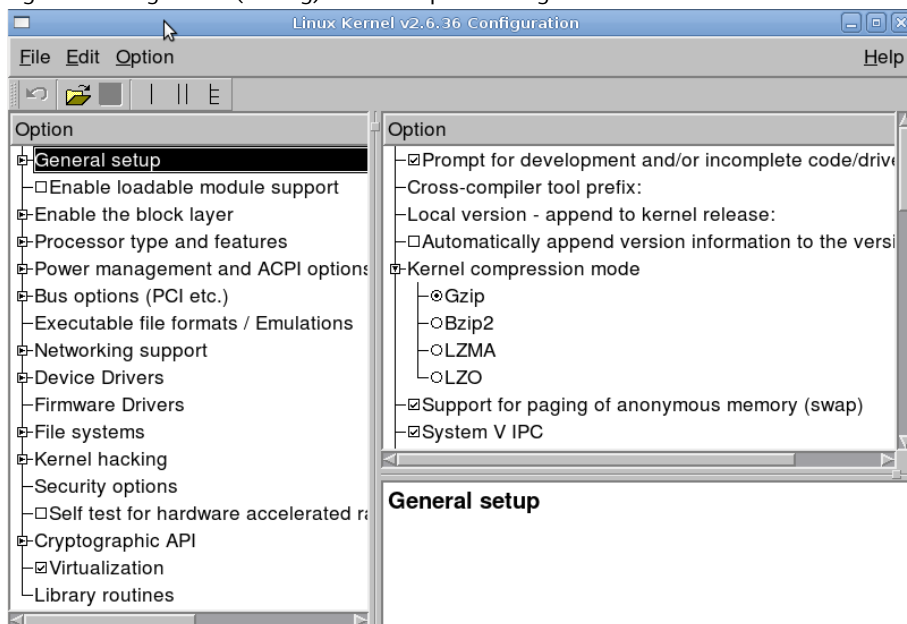 Linux Kernel v2.6.36 Configuration
File Edit Option Help
Option
General setup
Enable loadable module support
Enable the block layer
Processor type and features
Power management and ACPI options
Bus options (PCI etc.)
Executable file formats / Emulations
Networking support
Device Drivers
Firmware Drivers
File systems
Kernel hacking
Security options
Self test for hardware accelerated
Cryptographic API
Virtualization
Library routines
Option
Prompt for development and/or incomplete code/drive
Cross-compiler tool prefix:
Local version - append to kernel release:
Automatically append version information to the versi
Kernel compression mode
Gzip
Bzip2
LZMA
LZO
Support for paging of anonymous memory (swap)
System V IPC
General setup